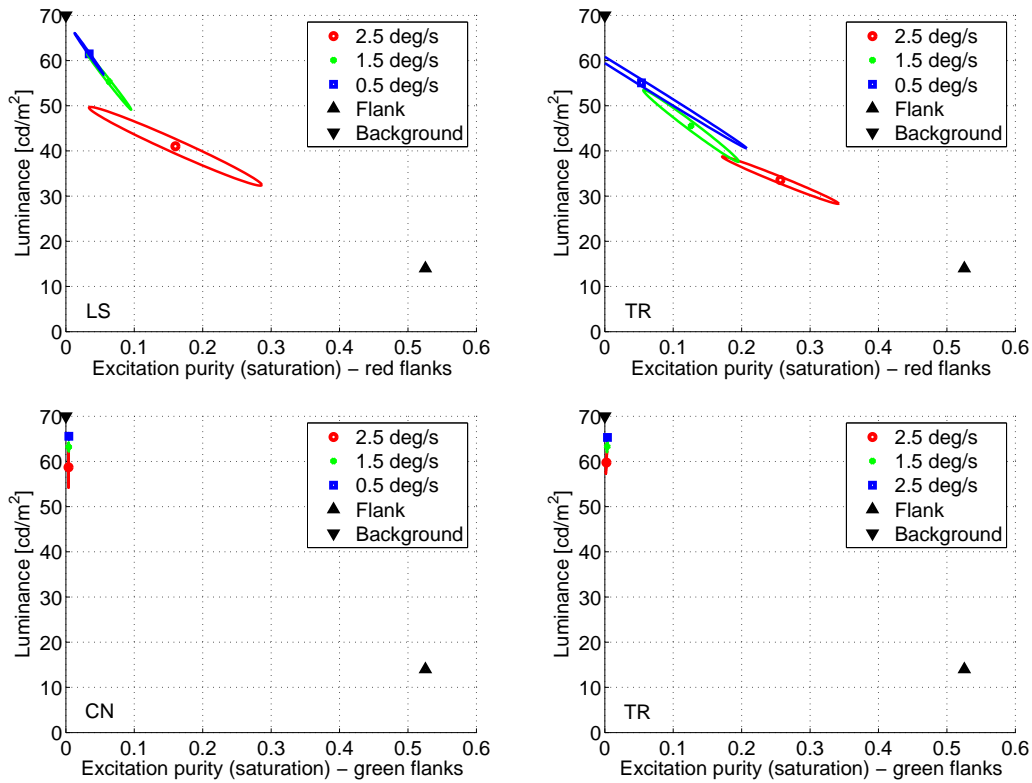 70
60
50
40
30
20
10
0
Luminance [cd/m²]
2.5 deg/s
1.5 deg/s
0.5 deg/s
Flank
Background
LS
0 0.1 0.2 0.3 0.4 0.5 0.6
Excitation purity (saturation) − red flanks
70
60
50
40
30
20
10
0
Luminance [cd/m²]
2.5 deg/s
1.5 deg/s
0.5 deg/s
Flank
Background
TR
0 0.1 0.2 0.3 0.4 0.5 0.6
Excitation purity (saturation) − red flanks
70
60
50
40
30
20
10
0
Luminance [cd/m²]
2.5 deg/s
1.5 deg/s
0.5 deg/s
Flank
Background
CN
0 0.1 0.2 0.3 0.4 0.5 0.6
Excitation purity (saturation) − green flanks
70
60
50
40
30
20
10
0
Luminance [cd/m²]
2.5 deg/s
1.5 deg/s
2.5 deg/s
Flank
Background
TR
0 0.1 0.2 0.3 0.4 0.5 0.6
Excitation purity (saturation) − green flanks